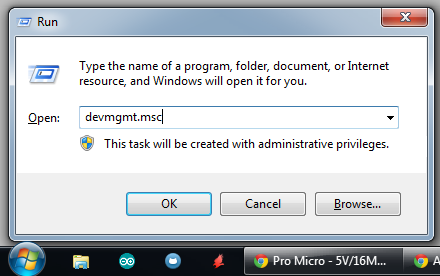 Run
Type the name of a program, folder, document, or Internet
resource, and Windows will open it for you.
Open:
devmgmt.msc
This task will be created with administrative privileges.
OK
Cancel
Browse...
Pro Micro - 5V/16M...
A